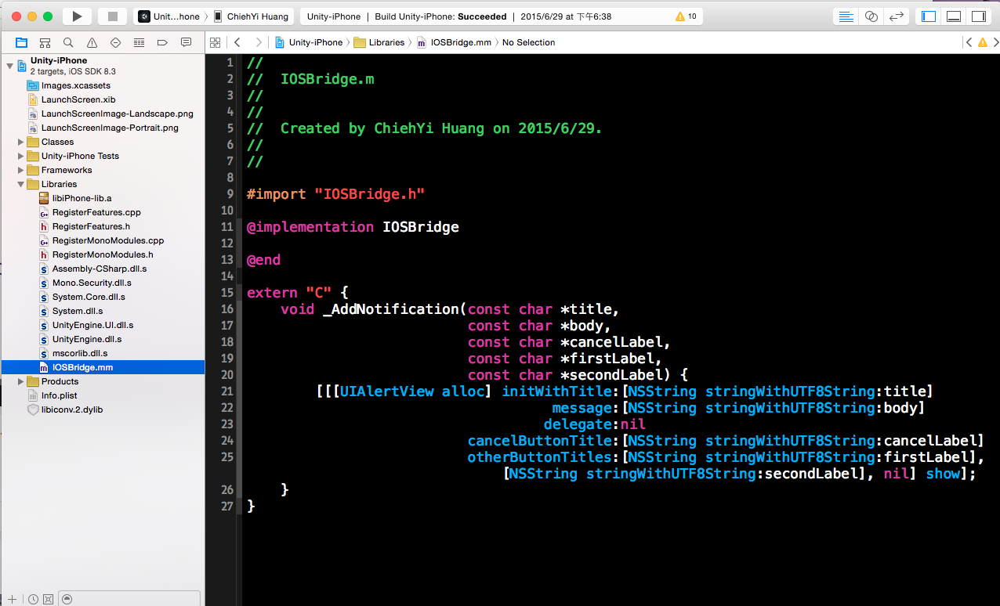 Unit...hone 〉 ChiehYi Huang
Unity-iPhone | Build Unity-iPhone: Succeeded | 2015/6/29 at 下午6:38
10
Unity-iPhone
2 targets, iOS SDK 8.3
Images.xcassets
LaunchScreen.xib
LaunchScreenImage-Landscape.png
LaunchScreenImage-Portrait.png
Classes
Unity-iPhone Tests
Frameworks
Libraries
libiPhone-lib.a
RegisterFeatures.cpp
RegisterFeatures.h
RegisterMonoModules.cpp
RegisterMonoModules.h
Assembly-CSharp.dll.s
Mono.Security.dll.s
System.Core.dll.s
System.dll.s
UnityEngine.UI.dll.s
UnityEngine.dll.s
mscorlib.dll.s
IOSBridge.mm
Products
Info.plist
libiconv.2.dylib
Unity-iPhone 〉 Libraries 〉 IOSBridge.mm 〉 No Selection
1 //
2 //  IOSBridge.m
3 //
4 //
5 //  Created by ChiehYi Huang on 2015/6/29.
6 //
7 //
8
9 #import "IOSBridge.h"
10
11 @implementation IOSBridge
12
13 @end
14
15 extern "C" {
16     void _AddNotification(const char *title,
17                           const char *body,
18                           const char *cancelLabel,
19                           const char *firstLabel,
20                           const char *secondLabel) {
21         [[[UIAlertView alloc] initWithTitle:[NSString stringWithUTF8String:title]
22                                     message:[NSString stringWithUTF8String:body]
23                                    delegate:nil
24                           cancelButtonTitle:[NSString stringWithUTF8String:cancelLabel]
25                           otherButtonTitles:[NSString stringWithUTF8String:firstLabel],
[NSString stringWithUTF8String:secondLabel], nil] show];
26     }
27 }